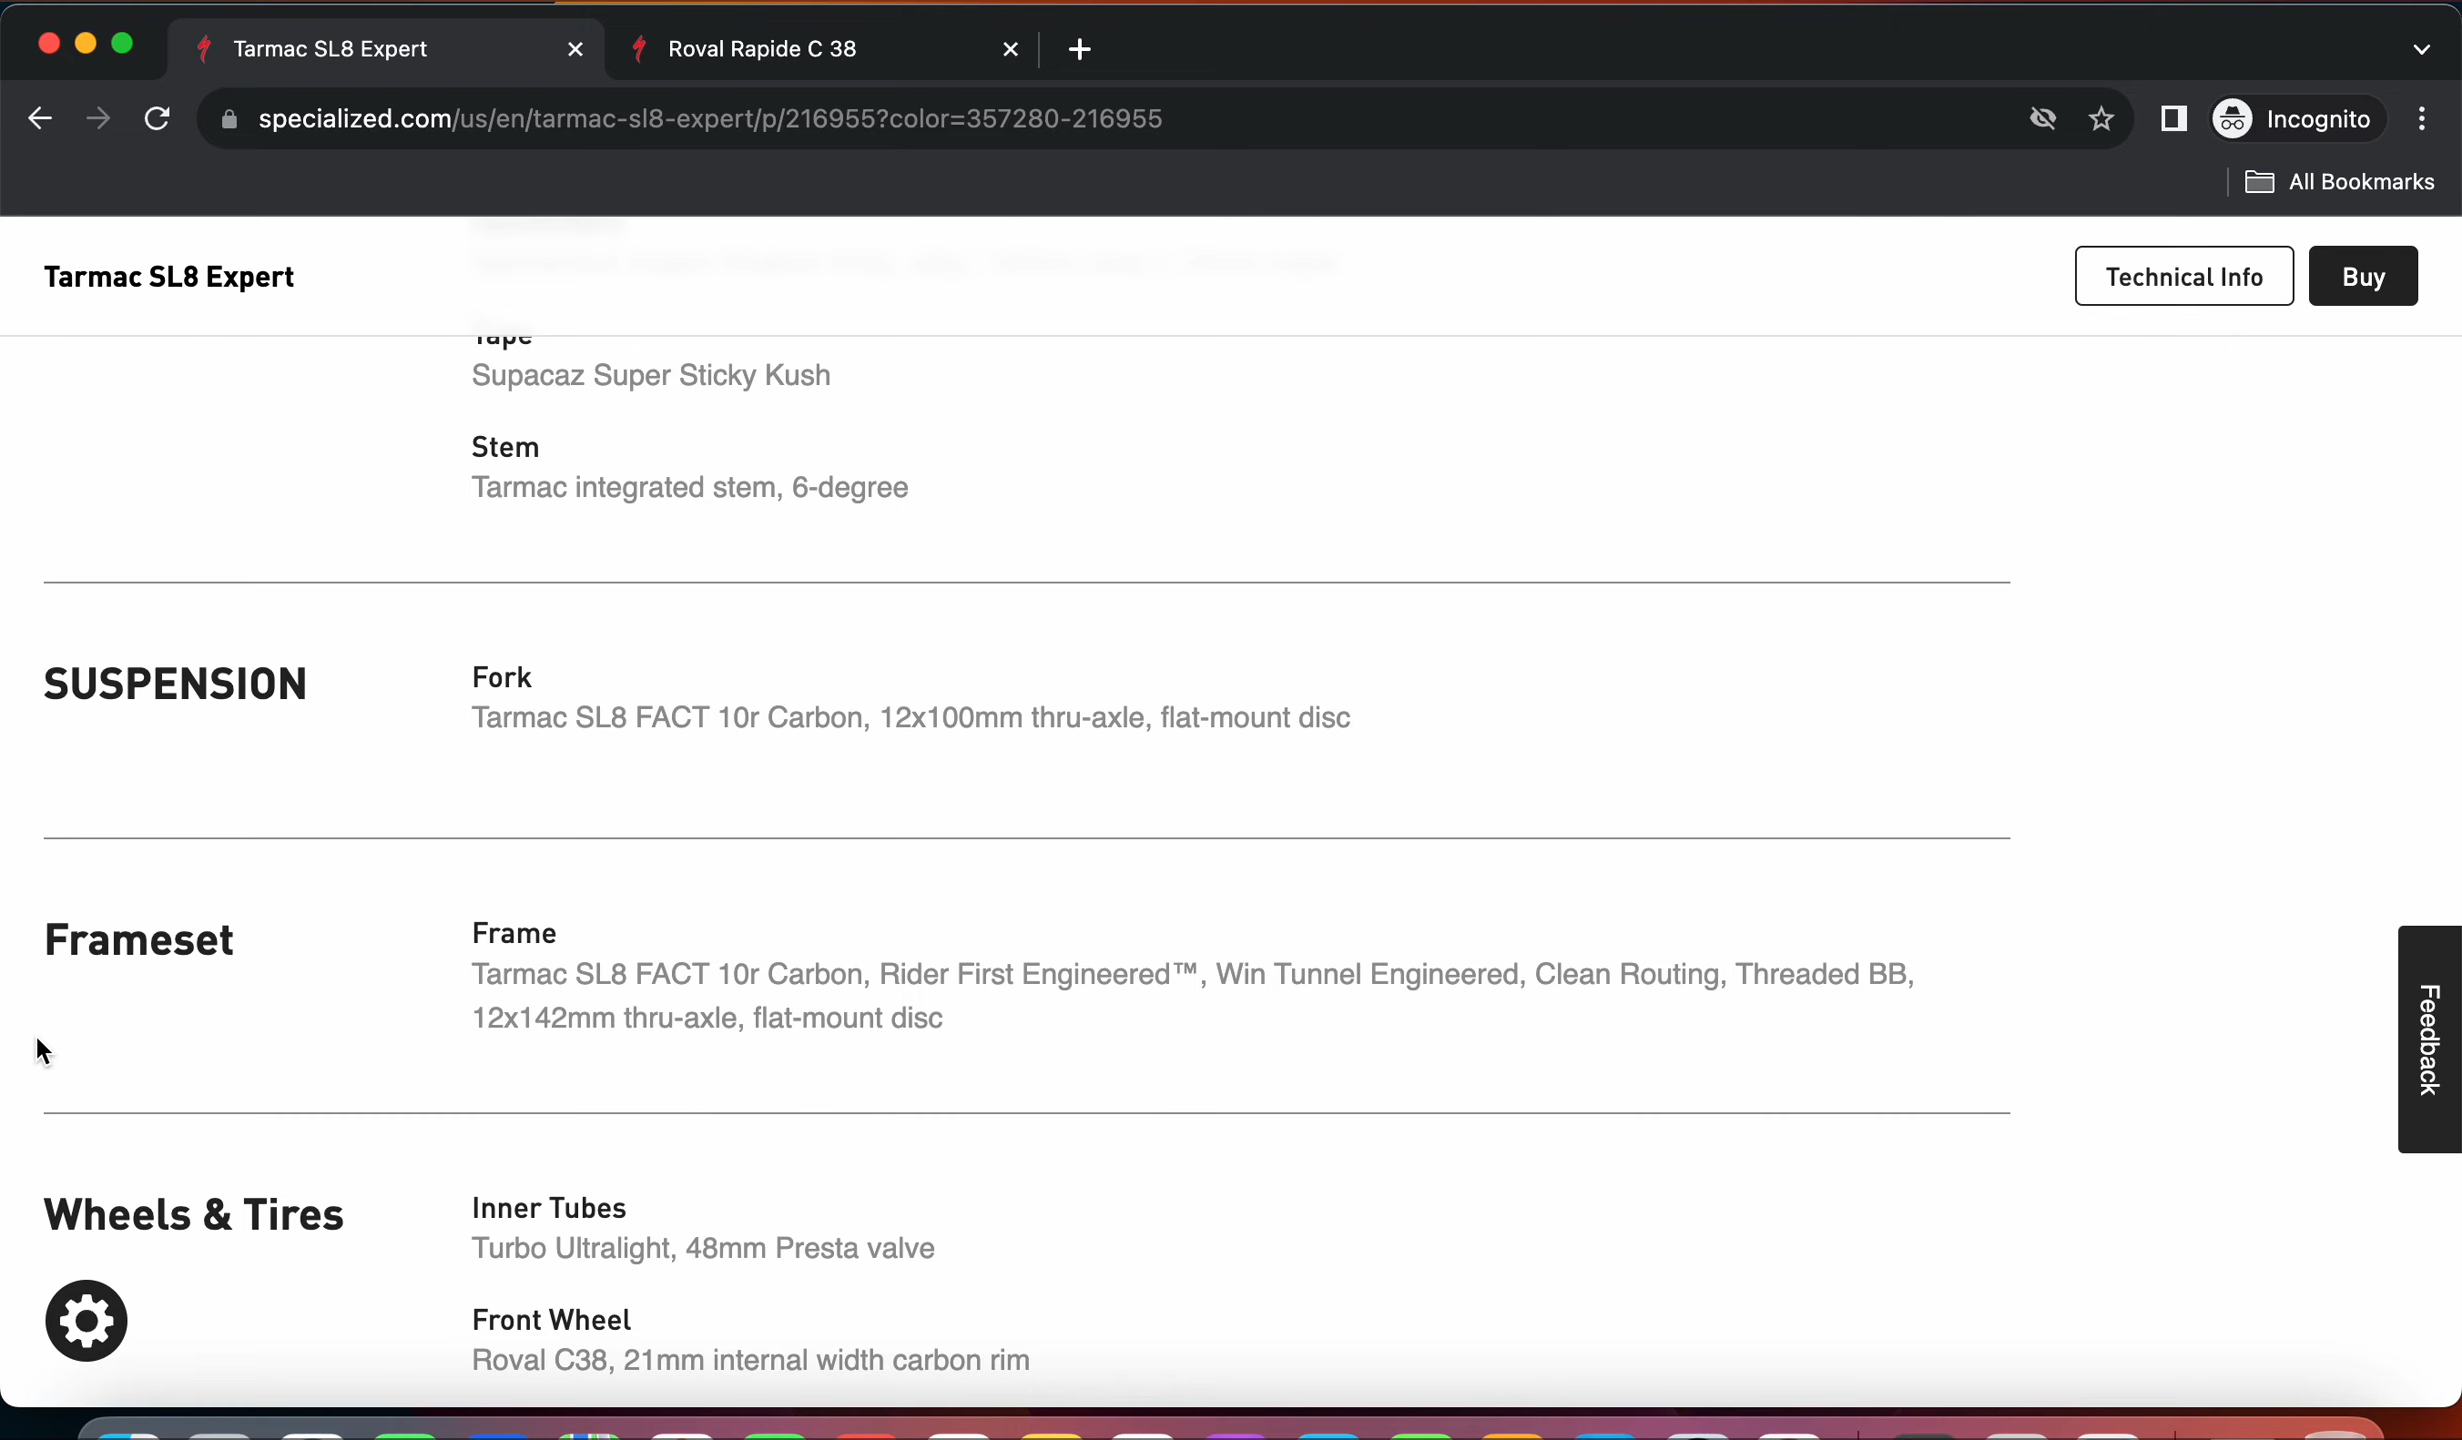 Tarmac SL8 Expert
Roval Rapide C 38
specialized.com/us/en/tarmac-sl8-expert/p/216955?color=357280-216955
Incognito
All Bookmarks
Tarmac SL8 Expert
Technical Info
Buy
Tape
Supacaz Super Sticky Kush
Stem
Tarmac integrated stem, 6-degree
SUSPENSION
Fork
Tarmac SL8 FACT 10r Carbon, 12x100mm thru-axle, flat-mount disc
Frameset
Frame
Tarmac SL8 FACT 10r Carbon, Rider First Engineered™, Win Tunnel Engineered, Clean Routing, Threaded BB,
12x142mm thru-axle, flat-mount disc
Feedback
Wheels & Tires
Inner Tubes
Turbo Ultralight, 48mm Presta valve
Front Wheel
Roval C38, 21mm internal width carbon rim